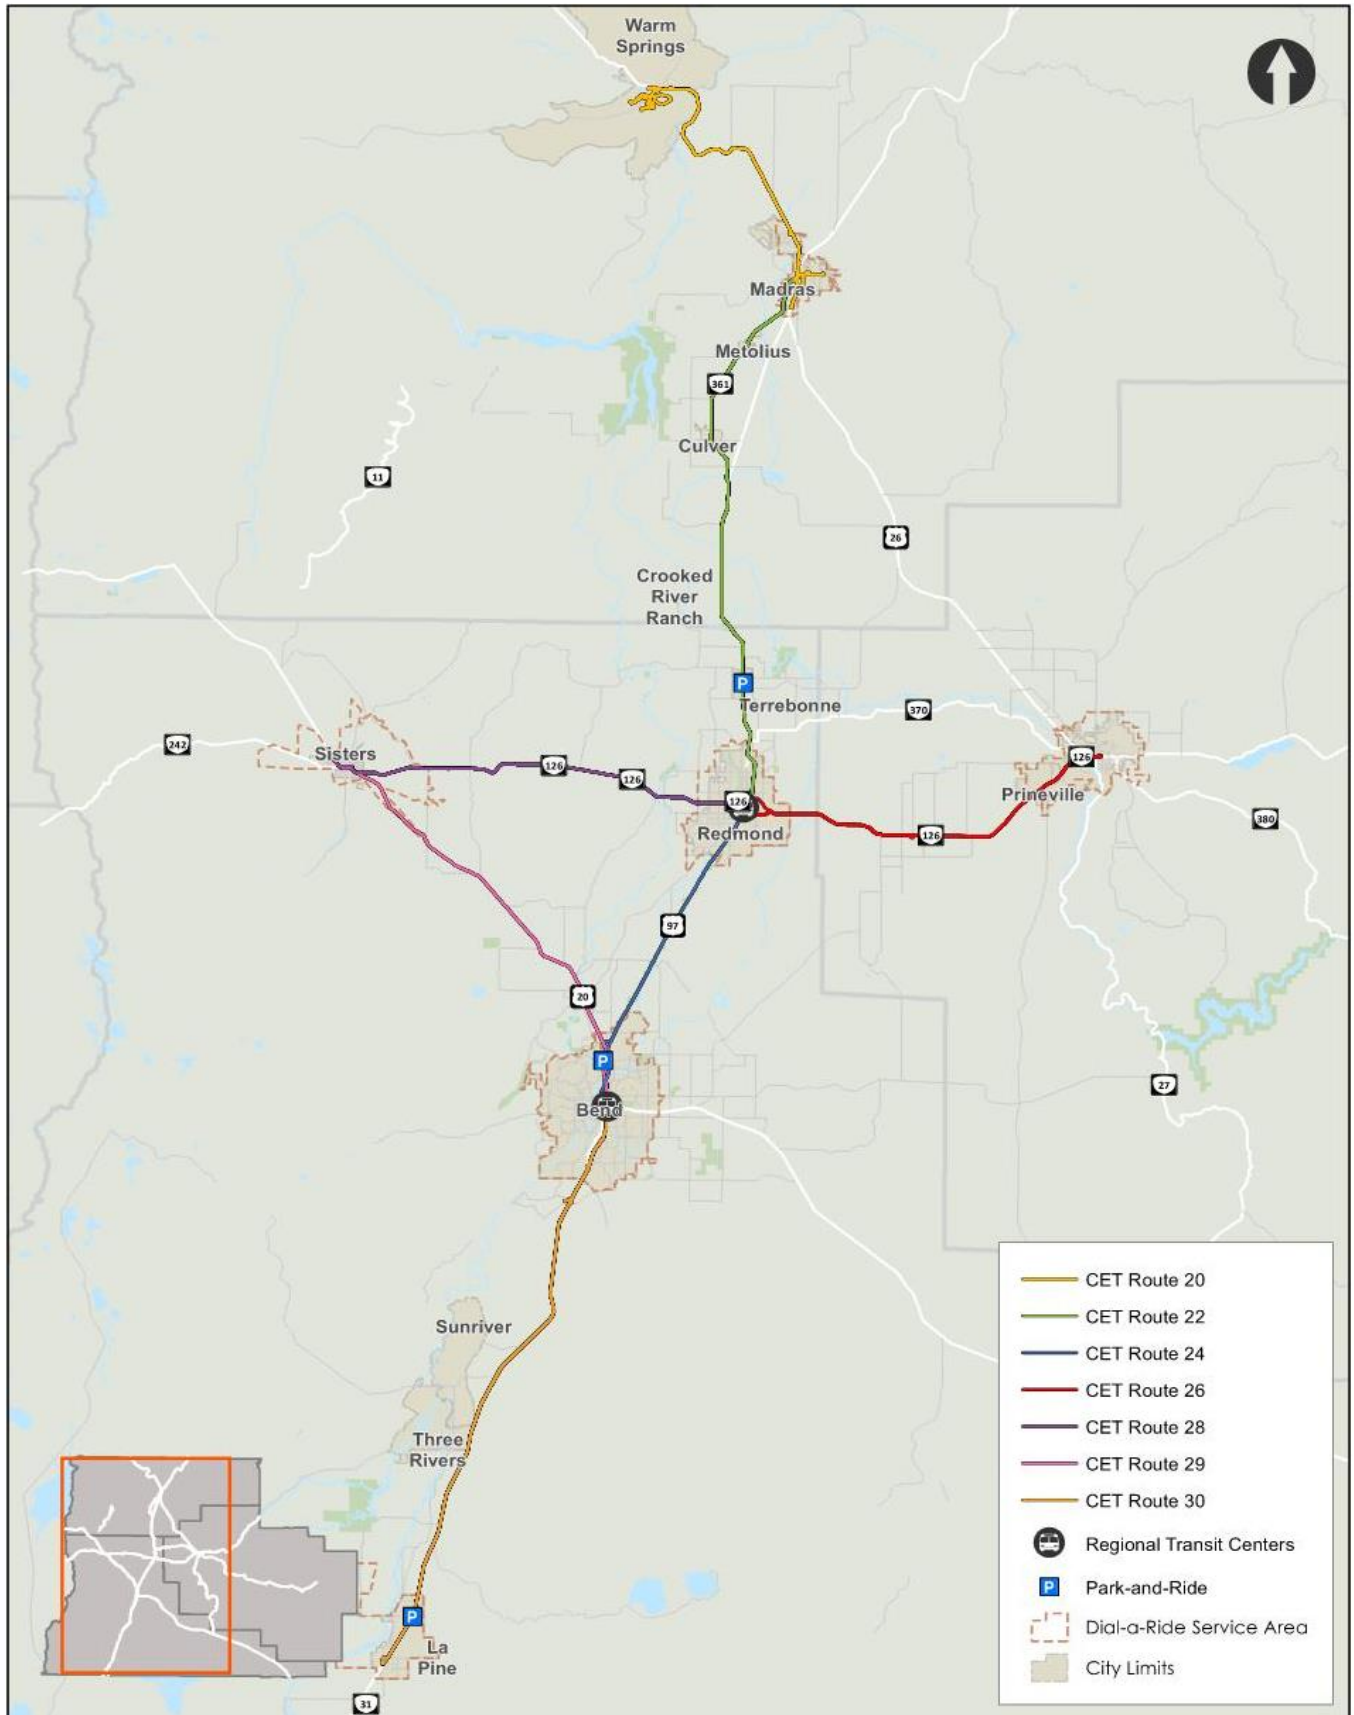 Warm
Springs
Madras
Metolius
361
Culver
11
26
Crooked
River
Ranch
Terrebonne
370
242
Sisters
126
126
126
126
Prineville
Redmond
126
380
97
20
Bend
27
Sunriver
Three
Rivers
La
Pine
31
CET Route 20
CET Route 22
CET Route 24
CET Route 26
CET Route 28
CET Route 29
CET Route 30
Regional Transit Centers
P Park-and-Ride
Dial-a-Ride Service Area
City Limits
P
P
P